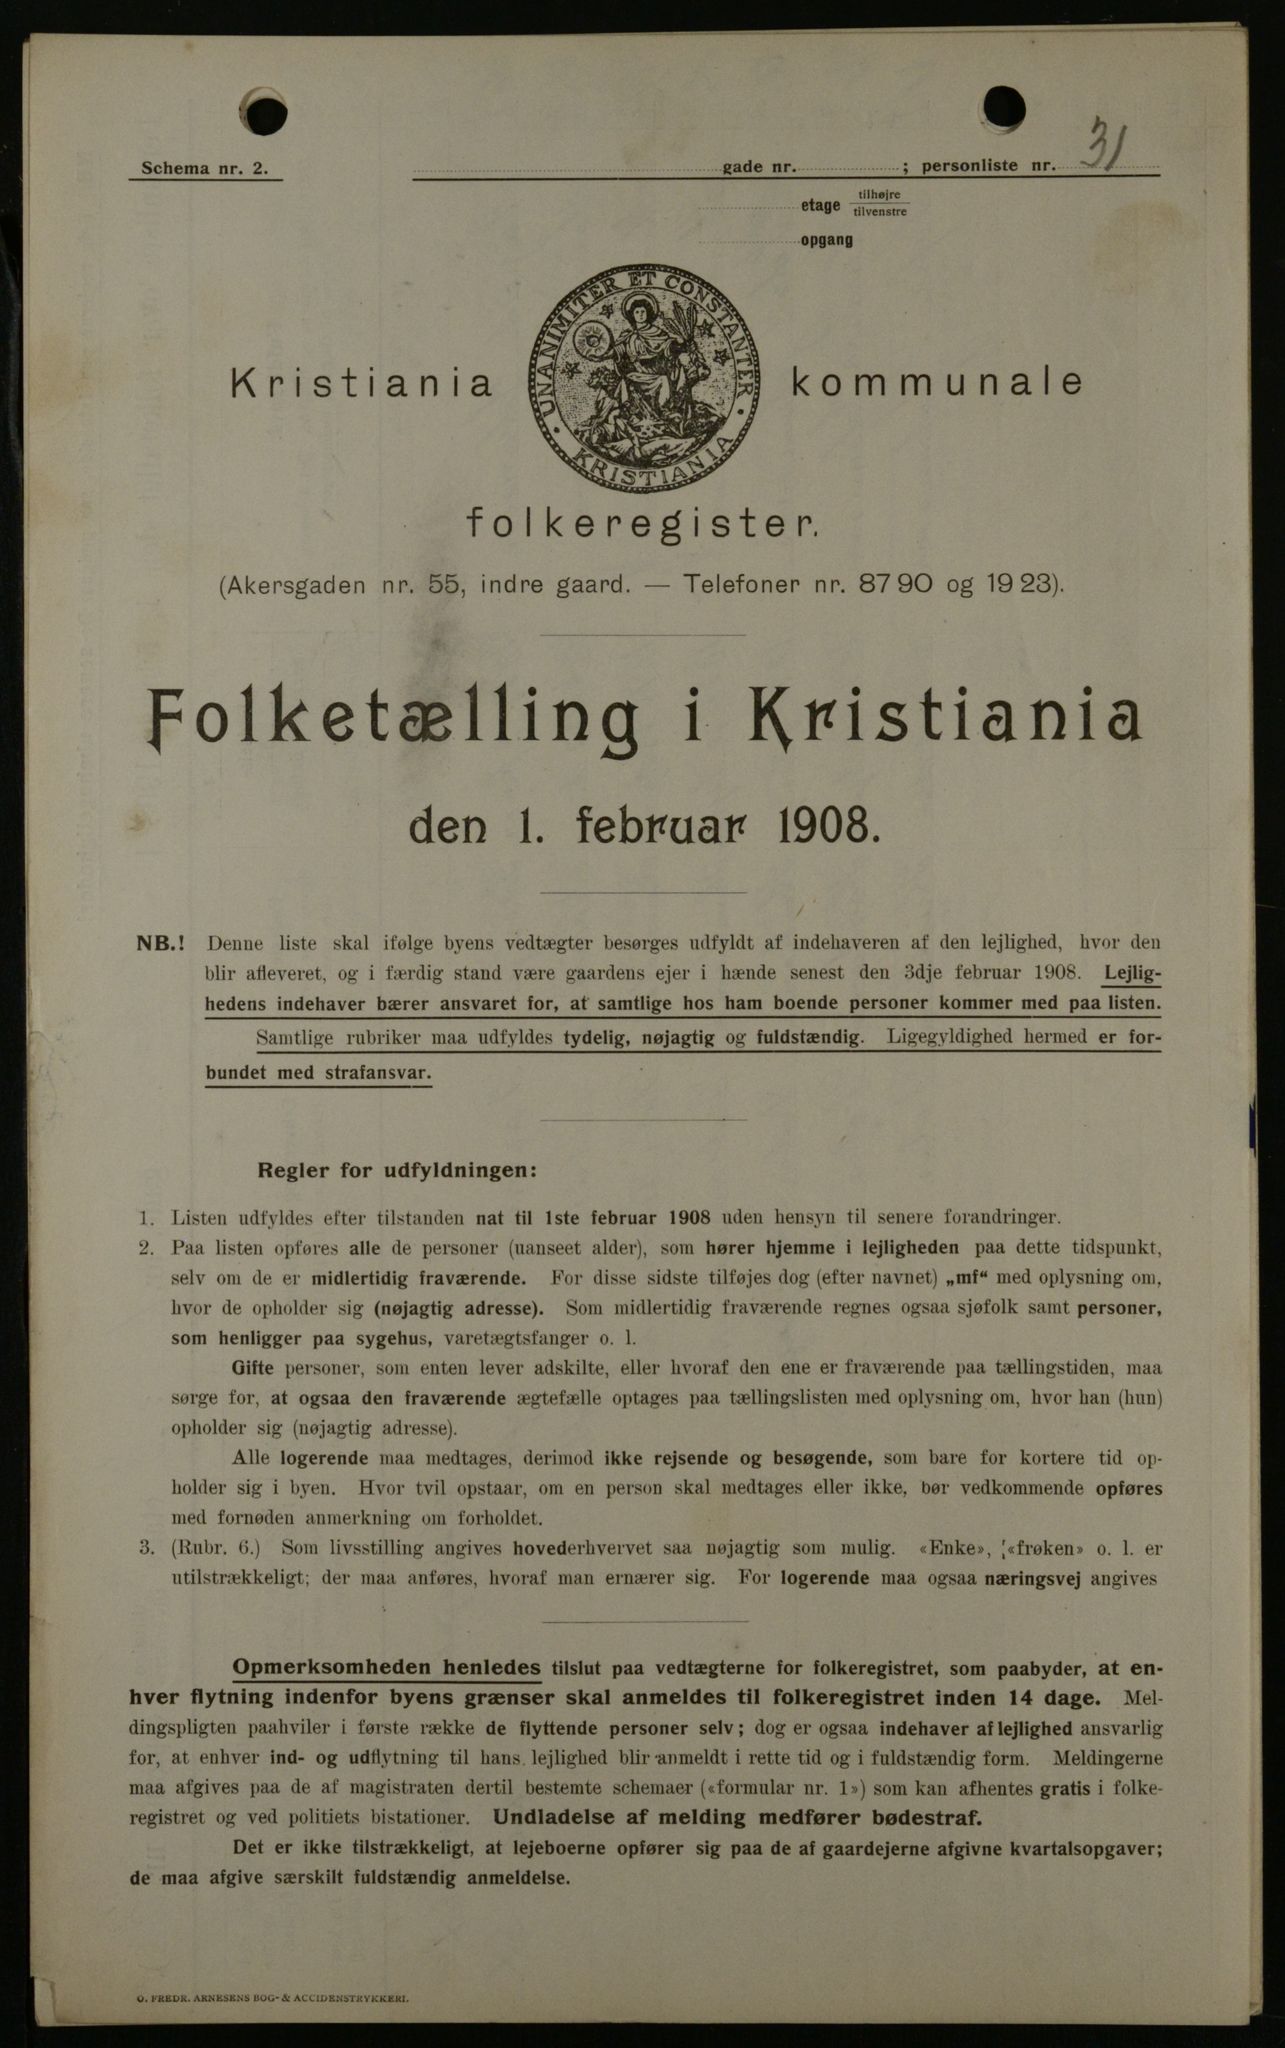 Schema nr. 2.
gade nr. ; personliste nr. 31
etage tilhøjre
tilvenstre
opgang
UNANIMITER ET CONSTANTER
KRISTIANIA
Kristiania kommunale
folkeregister.
(Akersgaden nr. 55, indre gaard. — Telefoner nr. 8790 og 1923).
Folketælling i Kristiania
den 1. februar 1908.
NB.! Denne liste skal ifølge byens vedtægter besørges udfyldt af indehaveren af den lejlighed, hvor den
blir afleveret, og i færdig stand være gaardens ejer i hænde senest den 3dje februar 1908. Lejlig-
hedens indehaver bærer ansvaret for, at samtlige hos ham boende personer kommer med paa listen.
Samtlige rubriker maa udfyldes tydelig, nøjagtig og fuldstændig. Ligegyldighed hermed er for-
bundet med strafansvar.
Regler for udfyldningen:
1. Listen udfyldes efter tilstanden nat til 1ste februar 1908 uden hensyn til senere forandringer.
2. Paa listen opføres alle de personer (uanseet alder), som hører hjemme i lejligheden paa dette tidspunkt,
selv om de er midlertidig fraværende. For disse sidste tilføjes dog (efter navnet) „mf“ med oplysning om,
hvor de opholder sig (nøjagtig adresse). Som midlertidig fraværende regnes ogsaa sjøfolk samt personer,
som henligger paa sygehus, varetægtsfanger o. l.
Gifte personer, som enten lever adskilte, eller hvoraf den ene er fraværende paa tællingstiden, maa
sørge for, at ogsaa den fraværende ægtefælle optages paa tællingslisten med oplysning om, hvor han (hun)
opholder sig (nøjagtig adresse).
Alle logerende maa medtages, derimod ikke rejsende og besøgende, som bare for kortere tid op-
holder sig i byen. Hvor tvil opstaar, om en person skal medtages eller ikke, bør vedkommende opføres
med fornøden anmerkning om forholdet.
3. (Rubr. 6.) Som livsstilling angives hovederhvervet saa nøjagtig som mulig. «Enke», «frøken» o. l. er
utilstrækkeligt; der maa anføres, hvoraf man ernærer sig. For logerende maa ogsaa næringsvej angives
Opmerksomheden henledes tilslut paa vedtægterne for folkeregistret, som paabyder, at en-
hver flytning indenfor byens grænser skal anmeldes til folkeregistret inden 14 dage. Mel-
dingspligten paahviler i første række de flyttende personer selv; dog er ogsaa indehaver af lejlighed ansvarlig
for, at enhver ind- og udflytning til hans lejlighed blir anmeldt i rette tid og i fuldstændig form. Meldingerne
maa afgives paa de af magistraten dertil bestemte schemaer («formular nr. 1») som kan afhentes gratis i folke-
registret og ved politiets bistationer. Undladelse af melding medfører bødestraf.
Det er ikke tilstrækkeligt, at lejeboerne opfører sig paa de af gaardejerne afgivne kvartalsopgaver;
de maa afgive særskilt fuldstændig anmeldelse.
O. FREDR. ARNESENS BOG- & ACCIDENSTRYKKERI.